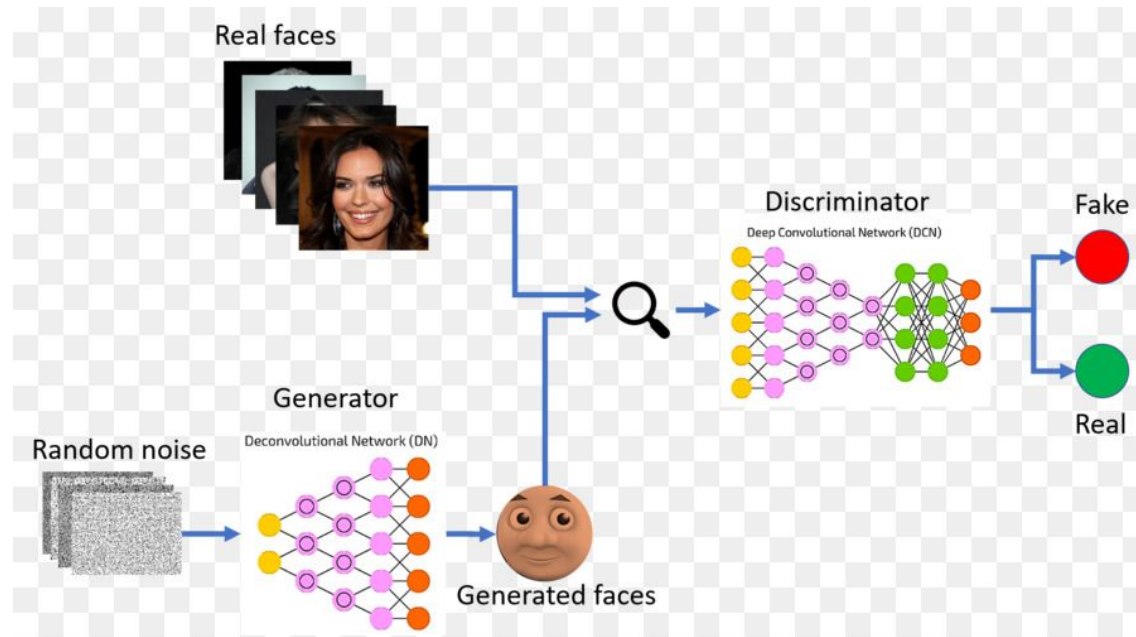 Real faces
Discriminator
Deep Convolutional Network (DCN)
Fake
Real
Generator
Deconvolutional Network (DN)
Random noise
Generated faces